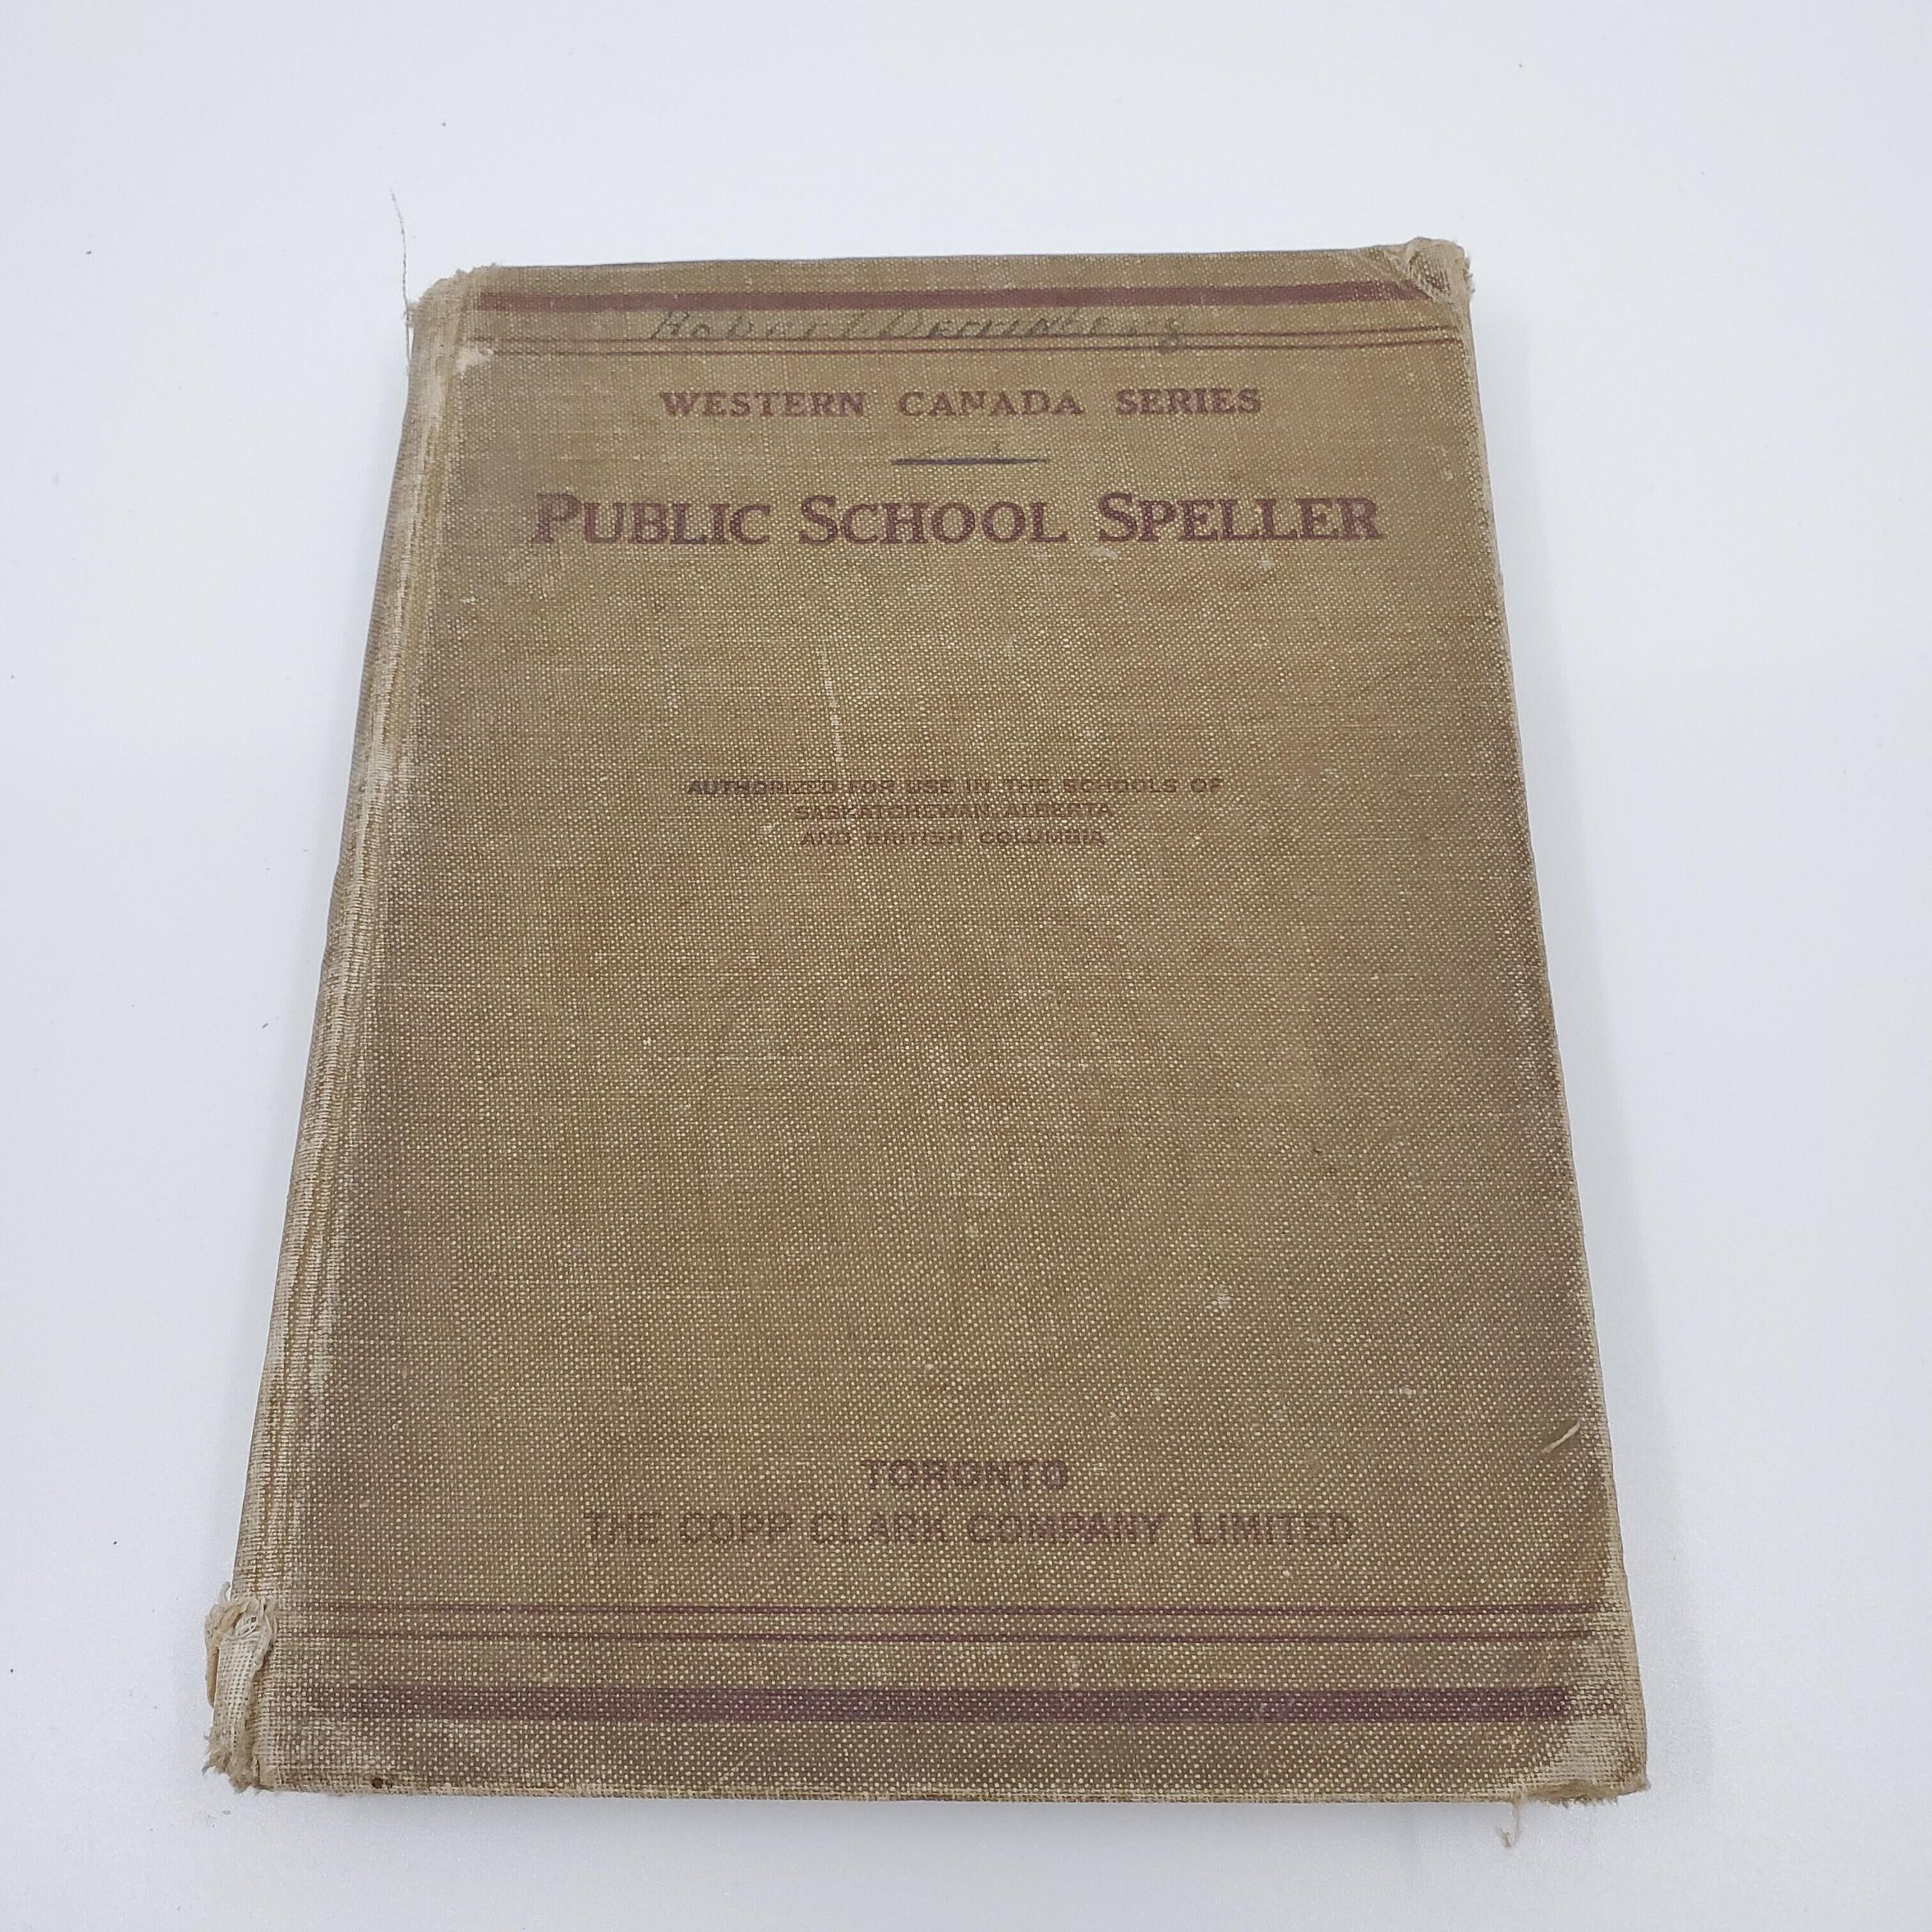 Robert
WESTERN CANADA SERIES
PUBLIC SCHOOL SPELLER
AUTHORIZED FOR USE IN THE SCHOOLS OF
SASKATCHEWAN, ALBERTA
AND BRITISH COLUMBIA
TORONTO
THE COPP CLARK COMPANY LIMITED